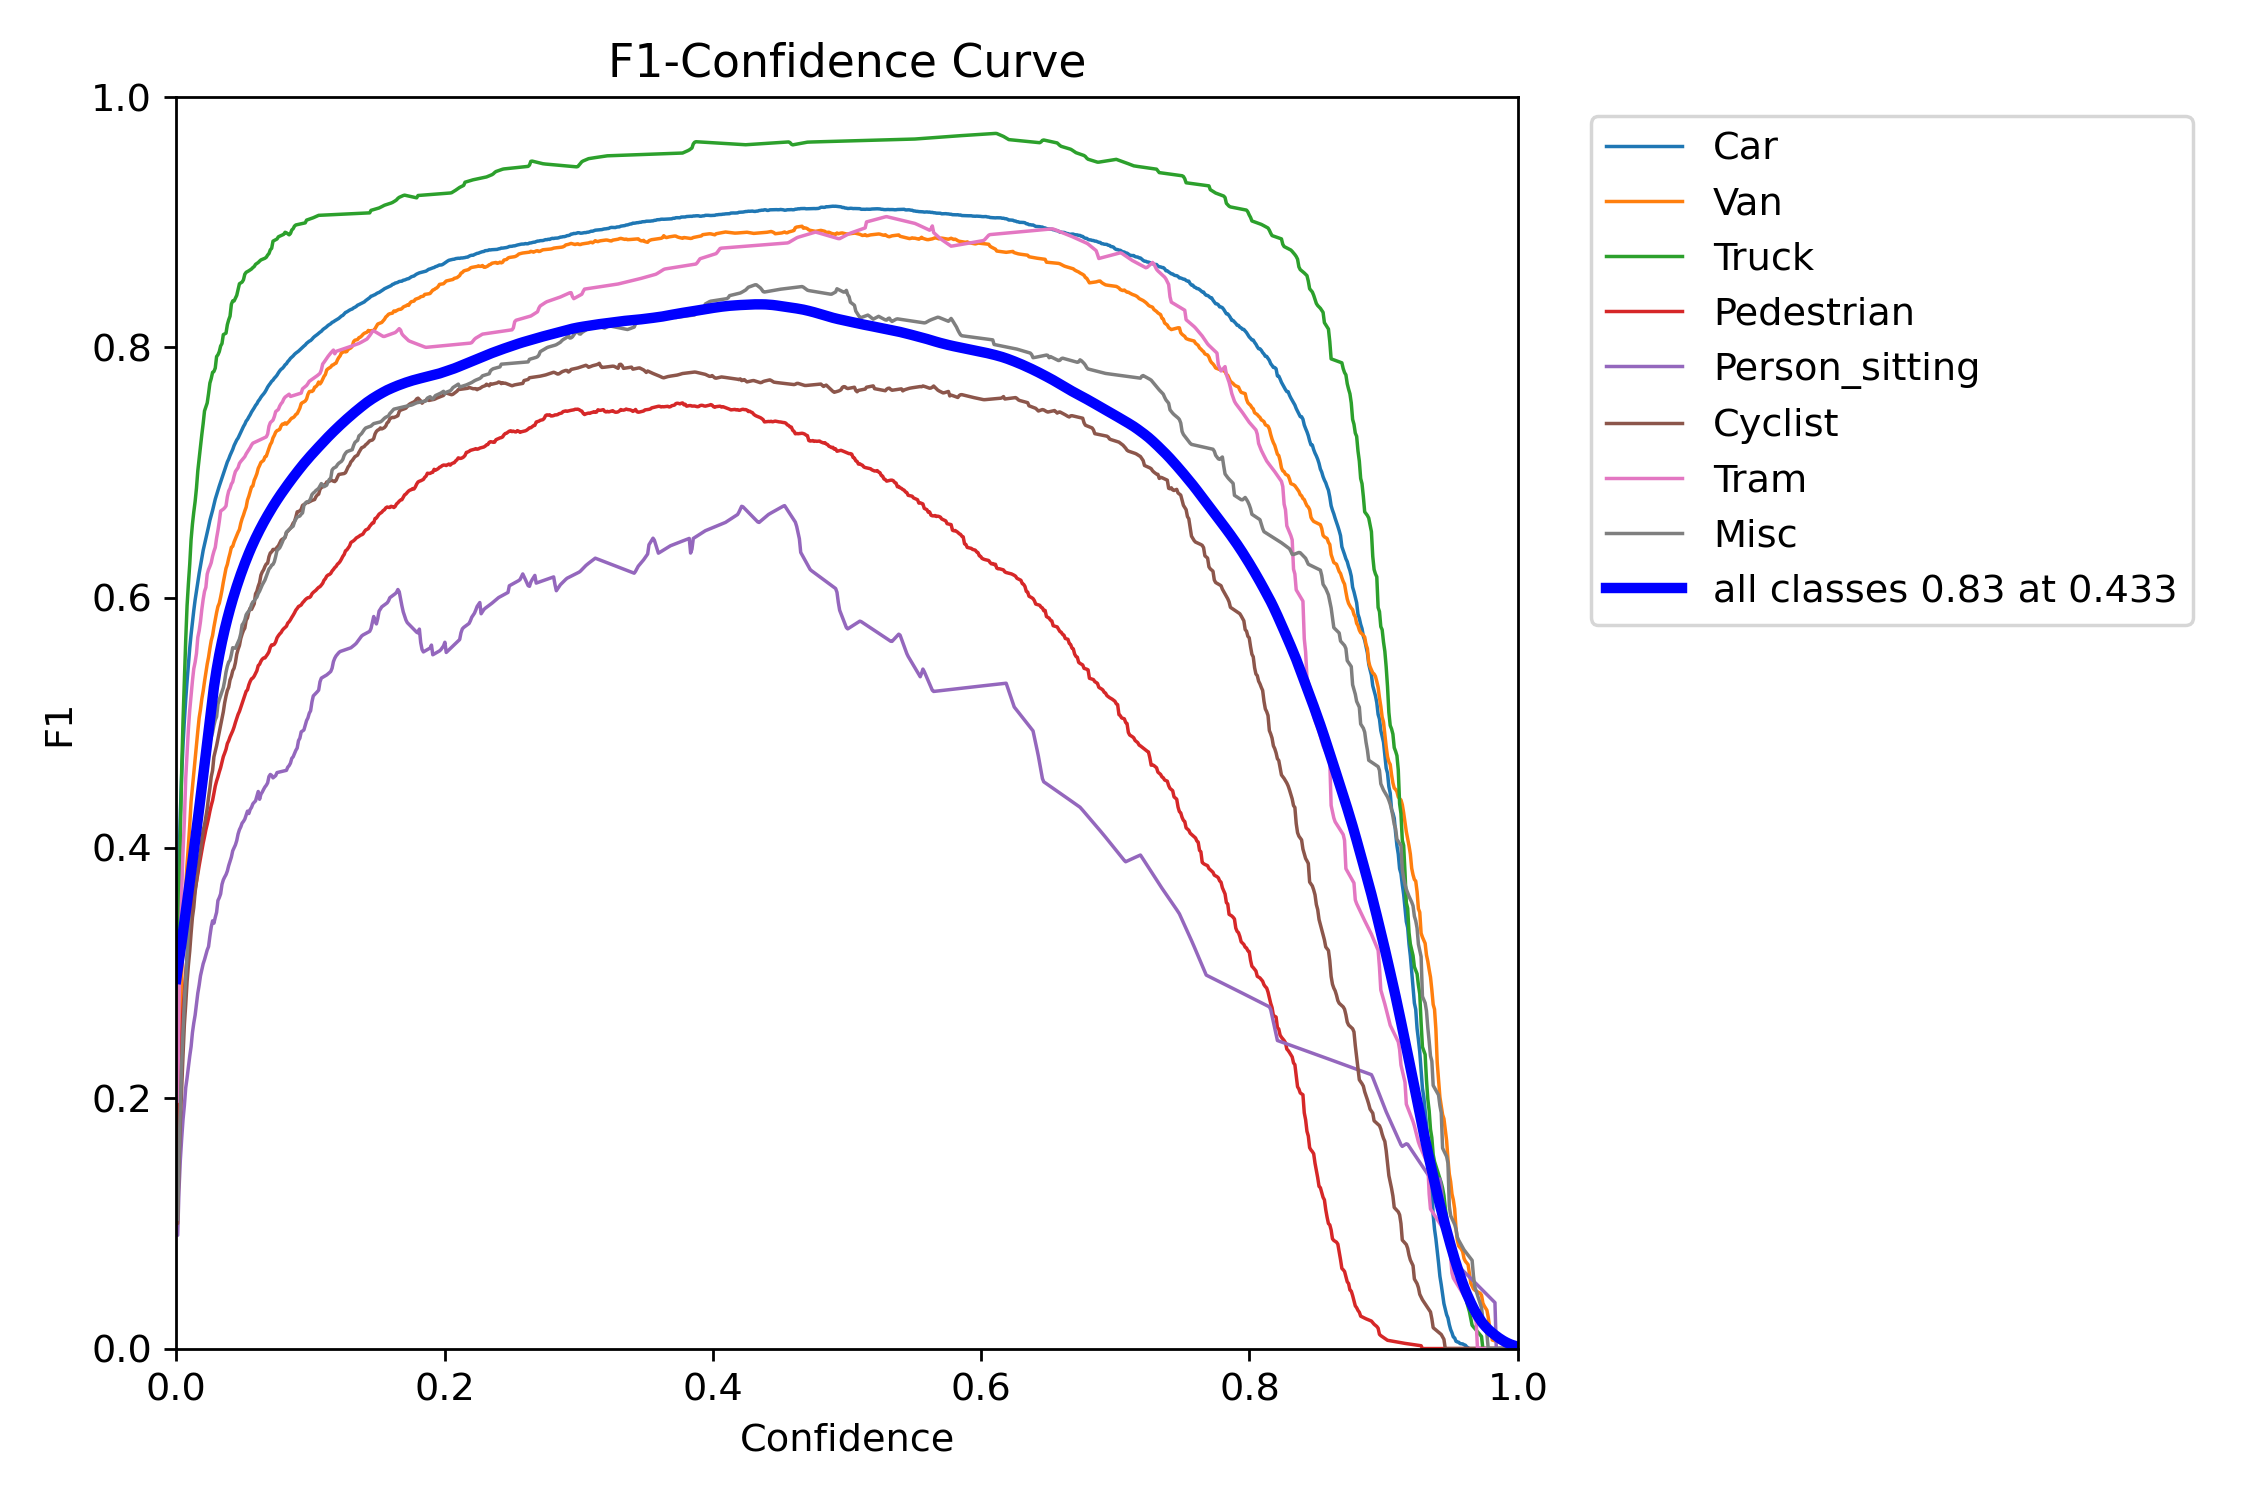 F1-Confidence Curve
1.0
0.8
0.6
0.4
0.2
0.0
F1
0.0 0.2 0.4 0.6 0.8 1.0
Confidence
Car
Van
Truck
Pedestrian
Person_sitting
Cyclist
Tram
Misc
all classes 0.83 at 0.433